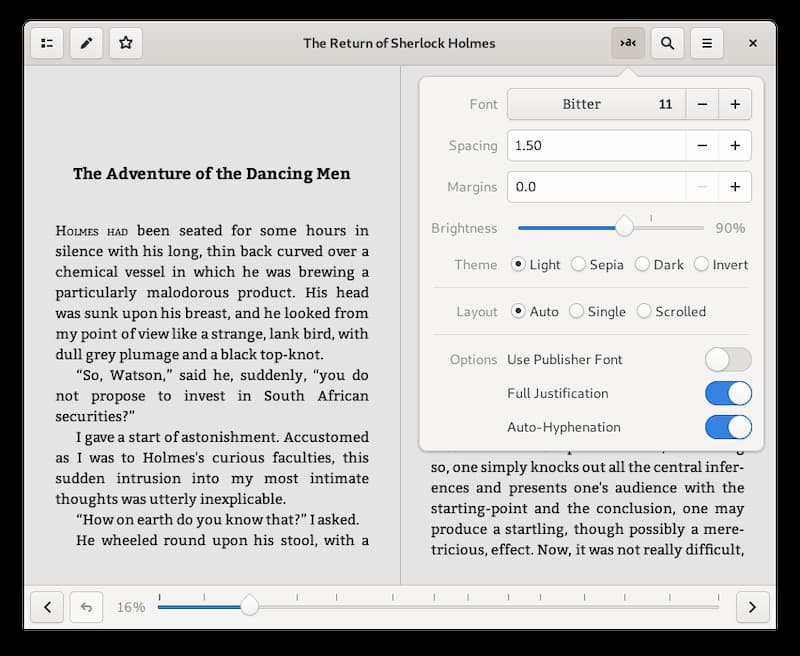 The Return of Sherlock Holmes
›a‹
The Adventure of the Dancing Men
Holmes had been seated for some hours in
silence with his long, thin back curved over a
chemical vessel in which he was brewing a
particularly malodorous product. His head
was sunk upon his breast, and he looked from
my point of view like a strange, lank bird, with
dull grey plumage and a black top-knot.
“So, Watson,” said he, suddenly, “you do
not propose to invest in South African
securities?”
I gave a start of astonishment. Accustomed
as I was to Holmes's curious faculties, this
sudden intrusion into my most intimate
thoughts was utterly inexplicable.
“How on earth do you know that?” I asked.
He wheeled round upon his stool, with a
Font Bitter 11 − +
Spacing 1.50 − +
Margins 0.0 − +
Brightness 90%
Theme Light Sepia Dark Invert
Layout Auto Single Scrolled
Options Use Publisher Font
Full Justification
Auto-Hyphenation
so, one simply knocks out all the central infer-
ences and presents one's audience with the
starting-point and the conclusion, one may
produce a startling, though possibly a mere-
tricious, effect. Now, it was not really difficult,
16%